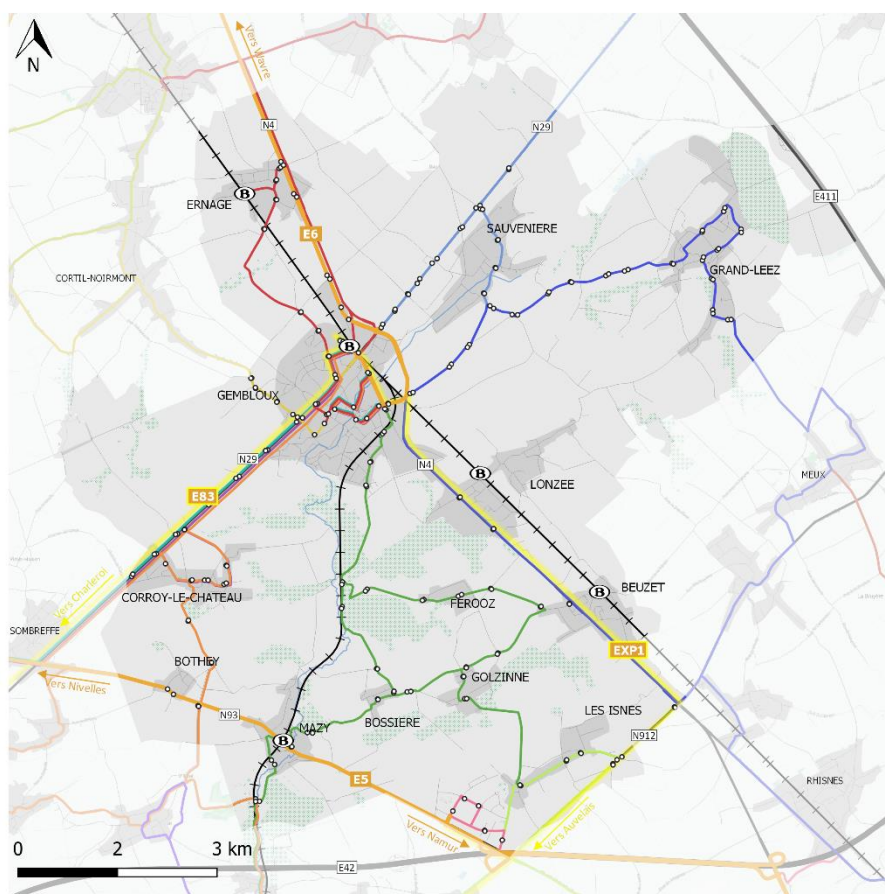 N
Vers Wavre
N4
N29
E411
B
ERNAGE
SAUVENIERE
E6
GRAND-LEEZ
CORTIL-NOIRMONT
B
GEMBLOUX
N29
N4
B
LONZEE
MEUX
E83
Vers Charleroi
CORROY-LE-CHATEAU
FEROOZ
B
BEUZET
SOMBREFFE
BOTHEY
EXP1
Vers Nivelles
GOLZINNE
LES ISNES
N93
BOSSIERE
MAZY
B
N912
E5
RHISNES
Vers Namur
Vers Auvelais
0 2 3 km
E42